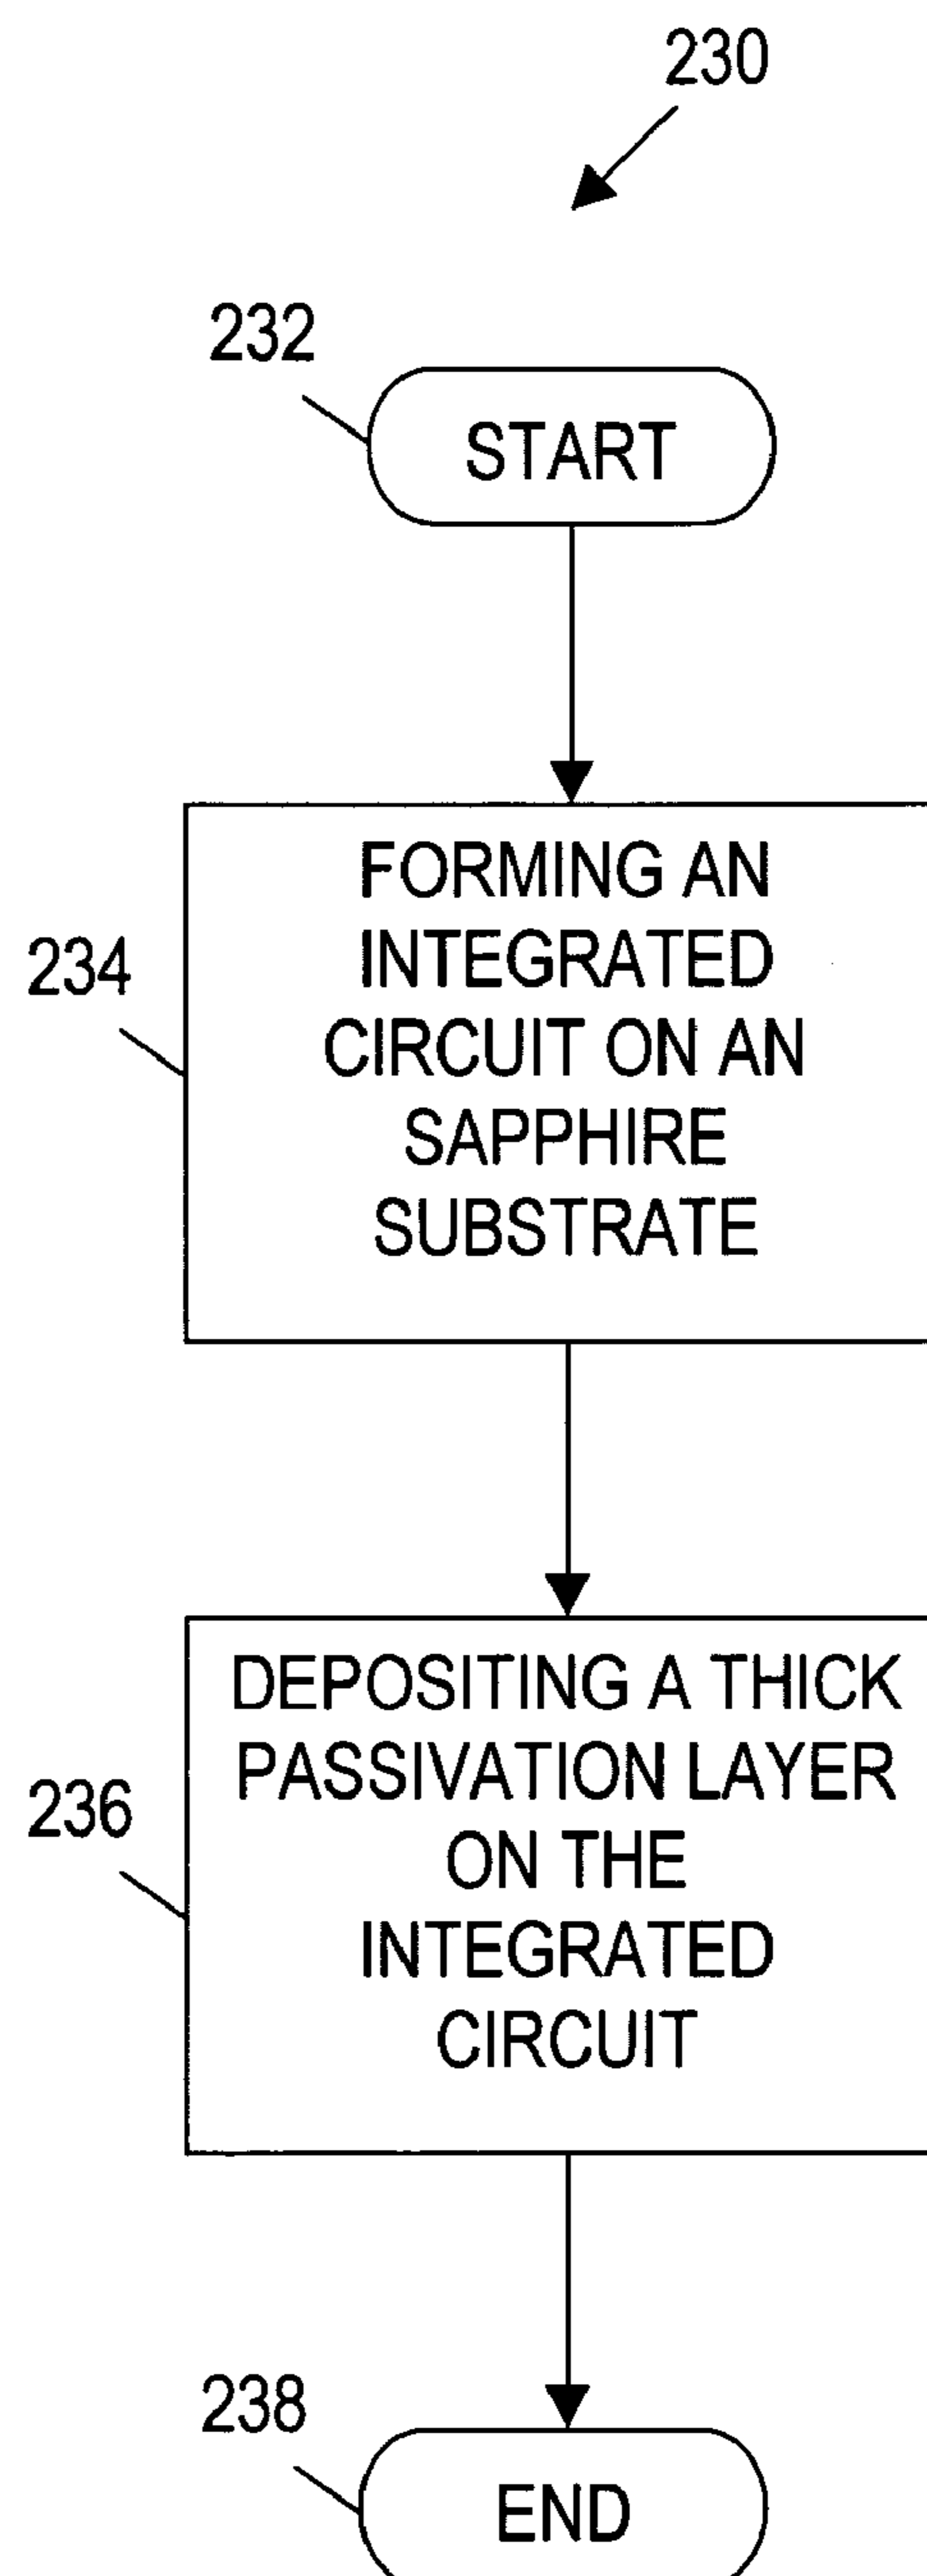 230
232
START
234
FORMING AN
INTEGRATED
CIRCUIT ON AN
SAPPHIRE
SUBSTRATE
236
DEPOSITING A THICK
PASSIVATION LAYER
ON THE
INTEGRATED
CIRCUIT
238
END